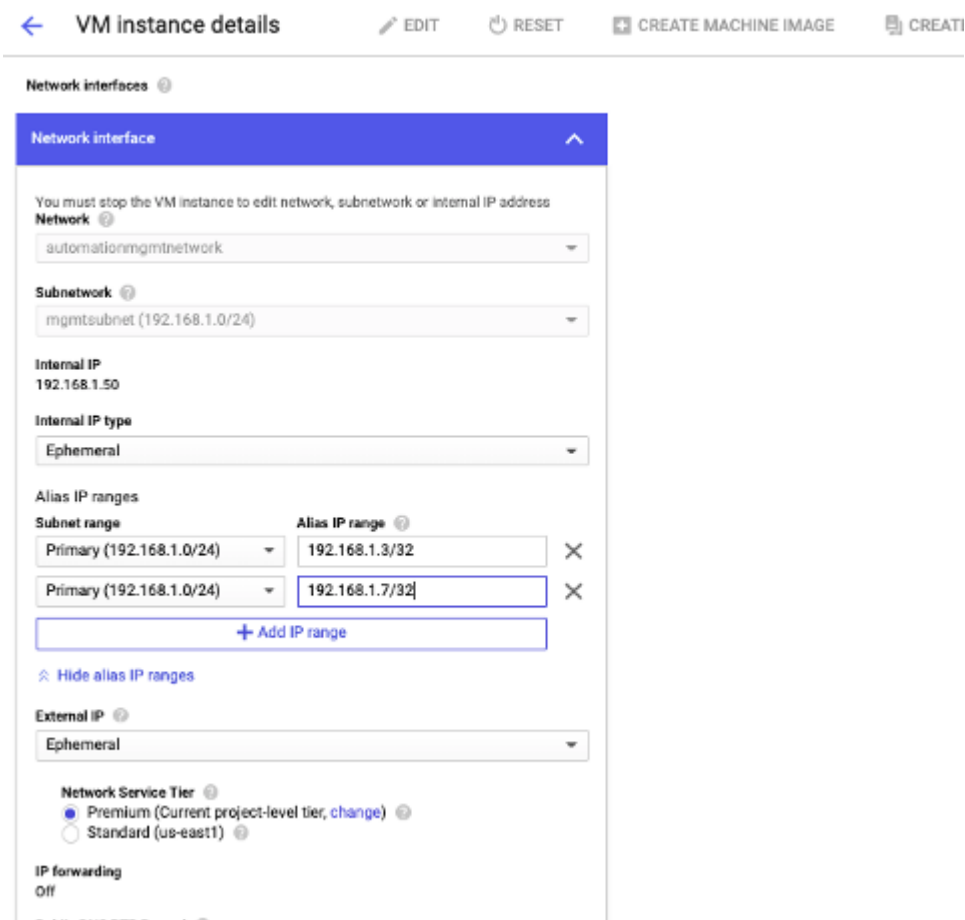 VM instance details EDIT RESET CREATE MACHINE IMAGE
Network interfaces
Network interface
You must stop the VM instance to edit network, subnetwork or internal IP address
Network
automationmgmtnetwork
Subnetwork
mgmtsubnet (192.168.1.0/24)
Internal IP
192.168.1.50
Internal IP type
Ephemeral
Alias IP ranges
Subnet range Alias IP range
Primary (192.168.1.0/24) 192.168.1.3/32
Primary (192.168.1.0/24) 192.168.1.7/32
Add IP range
Hide alias IP ranges
External IP
Ephemeral
Network Service Tier
Premium (Current project-level tier, change)
Standard (us-east1)
IP forwarding
Off